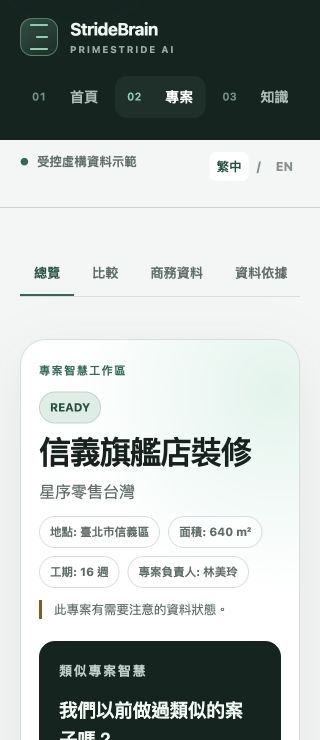 StrideBrain
PRIMESTRIDE AI
01 首頁 02 專案 03 知識
受控虛構資料示範
繁中 / EN
總覽 比較 商務資料 資料依據
專案智慧工作區
READY
信義旗艦店裝修
星序零售台灣
地點: 臺北市信義區 面積: 640 m²
工期: 16 週 專案負責人: 林美玲
此專案有需要注意的資料狀態。
類似專案智慧
我們以前做過類似的案
子嗎？